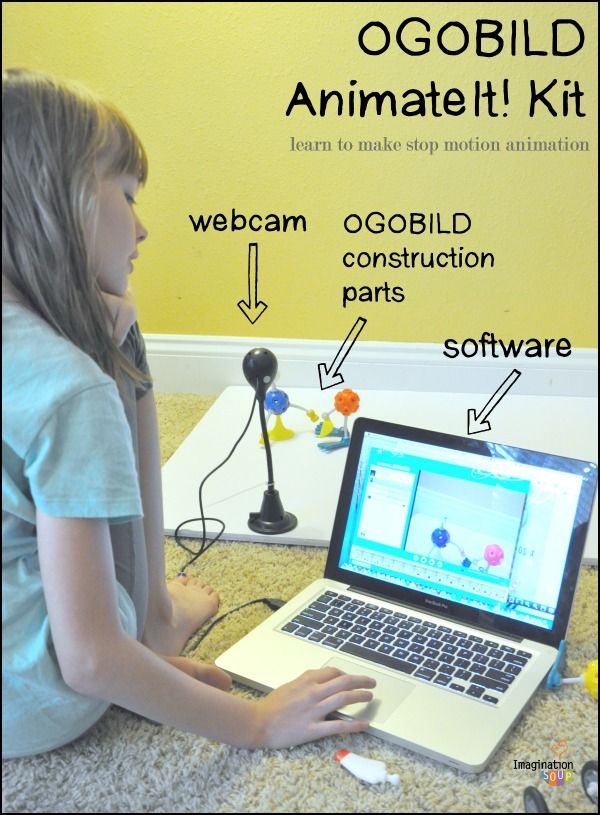 OGOBILD
AnimateIt! Kit
learn to make stop motion animation
webcam
OGOBILD
construction
parts
software
MacBook Pro
Imagination
SOUP